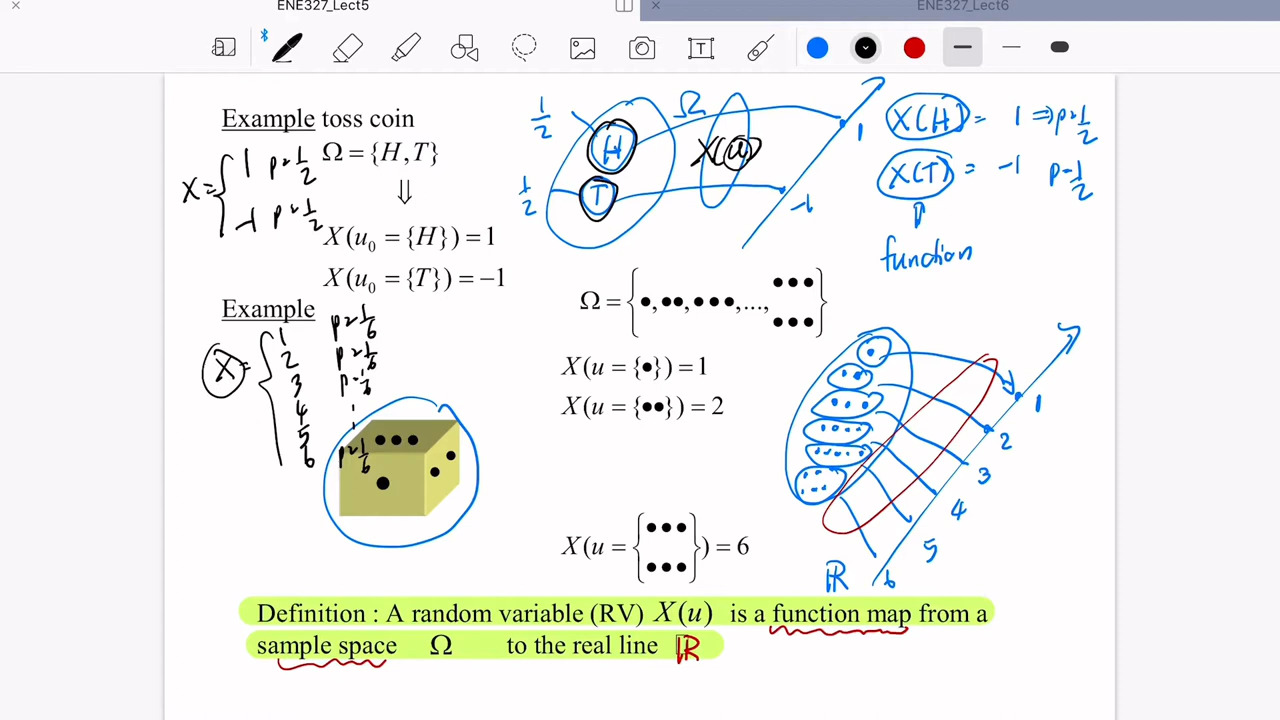 ENE327_Lect5
ENE327_Lect6
T
Example toss coin
Ω = {H,T}
⇓
X(u₀ = {H}) = 1
X(u₀ = {T}) = −1
X = { 1 p=1/2
-1 p=1/2
1/2 H Ω
1/2 T X(u)
1
-1
X(H) = 1 ⇒ p=1/2
X(T) = -1 p=1/2
function
Example
X = { 1 p=1/6
2 p=1/6
3 p=1/6
4
5
6 p=1/6
Ω = {•,••,•••,...,••••••}
X(u = {•}) = 1
X(u = {••}) = 2
X(u = {••••••}) = 6
1
2
3
4
5
6
ℝ
Definition : A random variable (RV) X(u) is a function map from a
sample space Ω to the real line ℝ